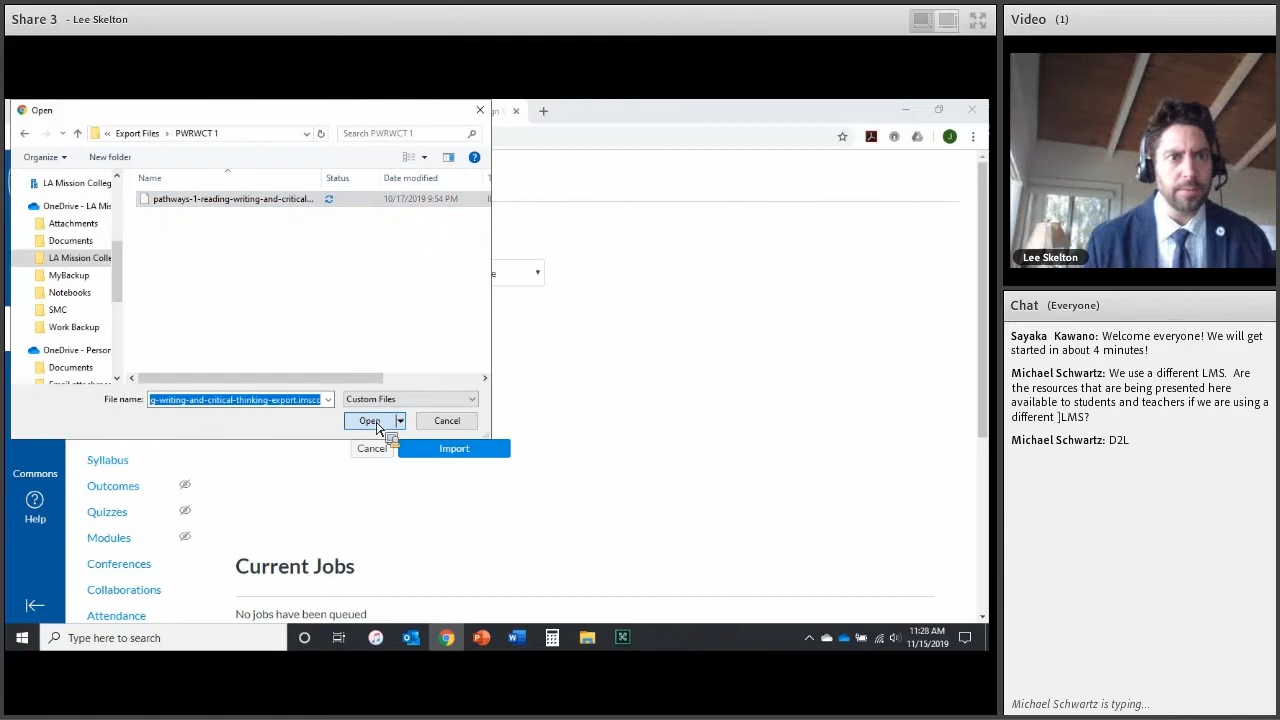 Share 3 - Lee Skelton
Video (1)
Open
Export Files
PWRWCT 1
Search PWRWCT 1
Organize
New folder
LA Mission Colleg
OneDrive - LA Mis
Attachments
Documents
LA Mission Colle
MyBackup
Notebooks
SMC
Work Backup
OneDrive - Person
Documents
Name
Status
Date modified
pathways-1-reading-writing-and-critical...
10/17/2019 9:54 PM
File name:
g-writing-and-critical-thinking-export.imscc
Custom Files
Open
Cancel
J
Cancel
Import
Syllabus
Outcomes
Quizzes
Modules
Conferences
Collaborations
Attendance
Commons
Help
Current Jobs
No jobs have been queued
Type here to search
11:28 AM
11/15/2019
Lee Skelton
Chat (Everyone)
Sayaka Kawano: Welcome everyone! We will get
started in about 4 minutes!
Michael Schwartz: We use a different LMS. Are
the resources that are being presented here
available to students and teachers if we are using a
different ]LMS?
Michael Schwartz: D2L
Michael Schwartz is typing...